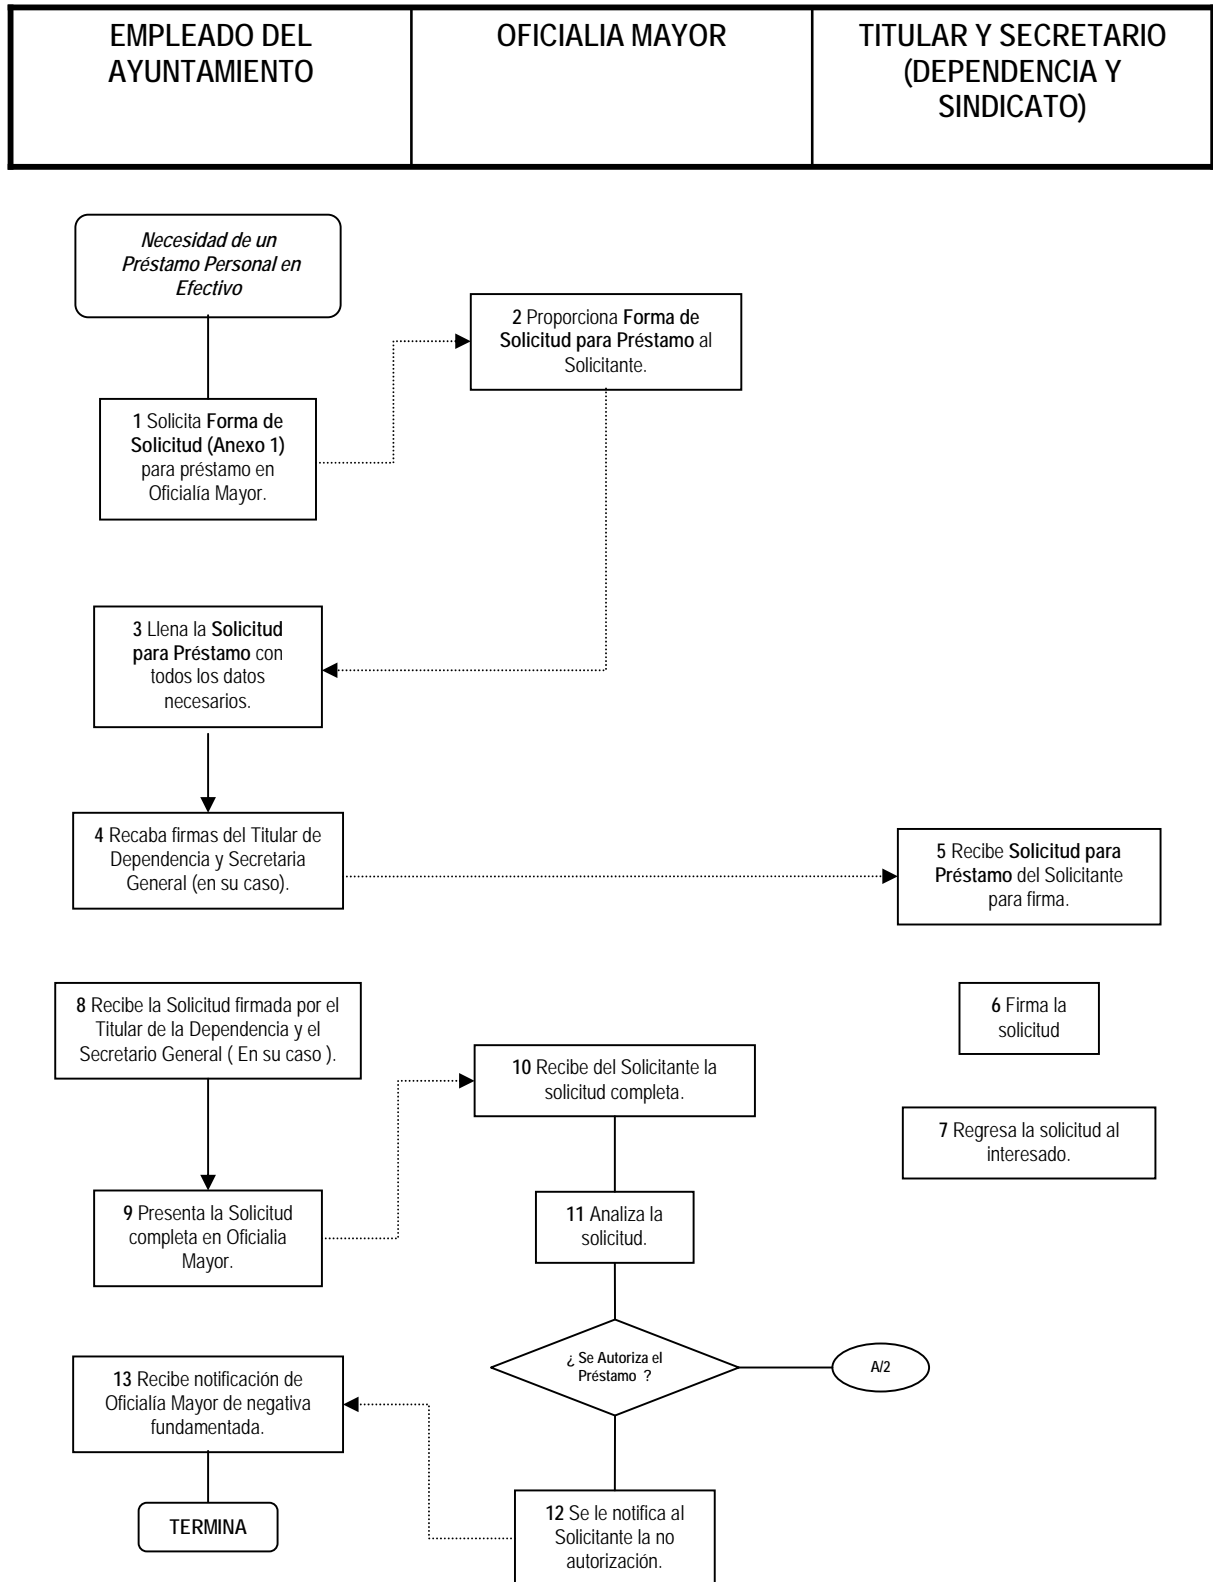 EMPLEADO DEL
AYUNTAMIENTO
OFICIALIA MAYOR
TITULAR Y SECRETARIO
(DEPENDENCIA Y
SINDICATO)
Necesidad de un
Préstamo Personal en
Efectivo
1 Solicita Forma de
Solicitud (Anexo 1)
para préstamo en
Oficialía Mayor.
2 Proporciona Forma de
Solicitud para Préstamo al
Solicitante.
3 Llena la Solicitud
para Préstamo con
todos los datos
necesarios.
4 Recaba firmas del Titular de
Dependencia y Secretaria
General (en su caso).
5 Recibe Solicitud para
Préstamo del Solicitante
para firma.
6 Firma la
solicitud
7 Regresa la solicitud al
interesado.
8 Recibe la Solicitud firmada por el
Titular de la Dependencia y el
Secretario General ( En su caso ).
9 Presenta la Solicitud
completa en Oficialia
Mayor.
10 Recibe del Solicitante la
solicitud completa.
11 Analiza la
solicitud.
¿ Se Autoriza el
Préstamo ?
A/2
12 Se le notifica al
Solicitante la no
autorización.
13 Recibe notificación de
Oficialía Mayor de negativa
fundamentada.
TERMINA